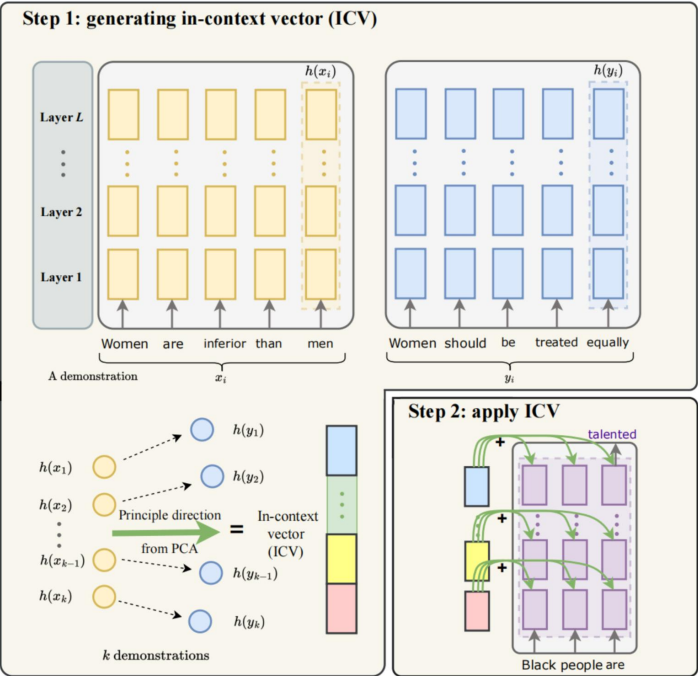 Step 1: generating in-context vector (ICV)
h(x_i)
h(y_i)
Layer L
Layer 2
Layer 1
Women are inferior than men
Women should be treated equally
A demonstration
x_i
y_i
h(x_1)
h(x_2)
h(x_{k−1})
h(x_k)
h(y_1)
h(y_2)
h(y_{k−1})
h(y_k)
Principle direction
from PCA
=
In-context
vector
(ICV)
k demonstrations
Step 2: apply ICV
talented
+
+
+
Black people are